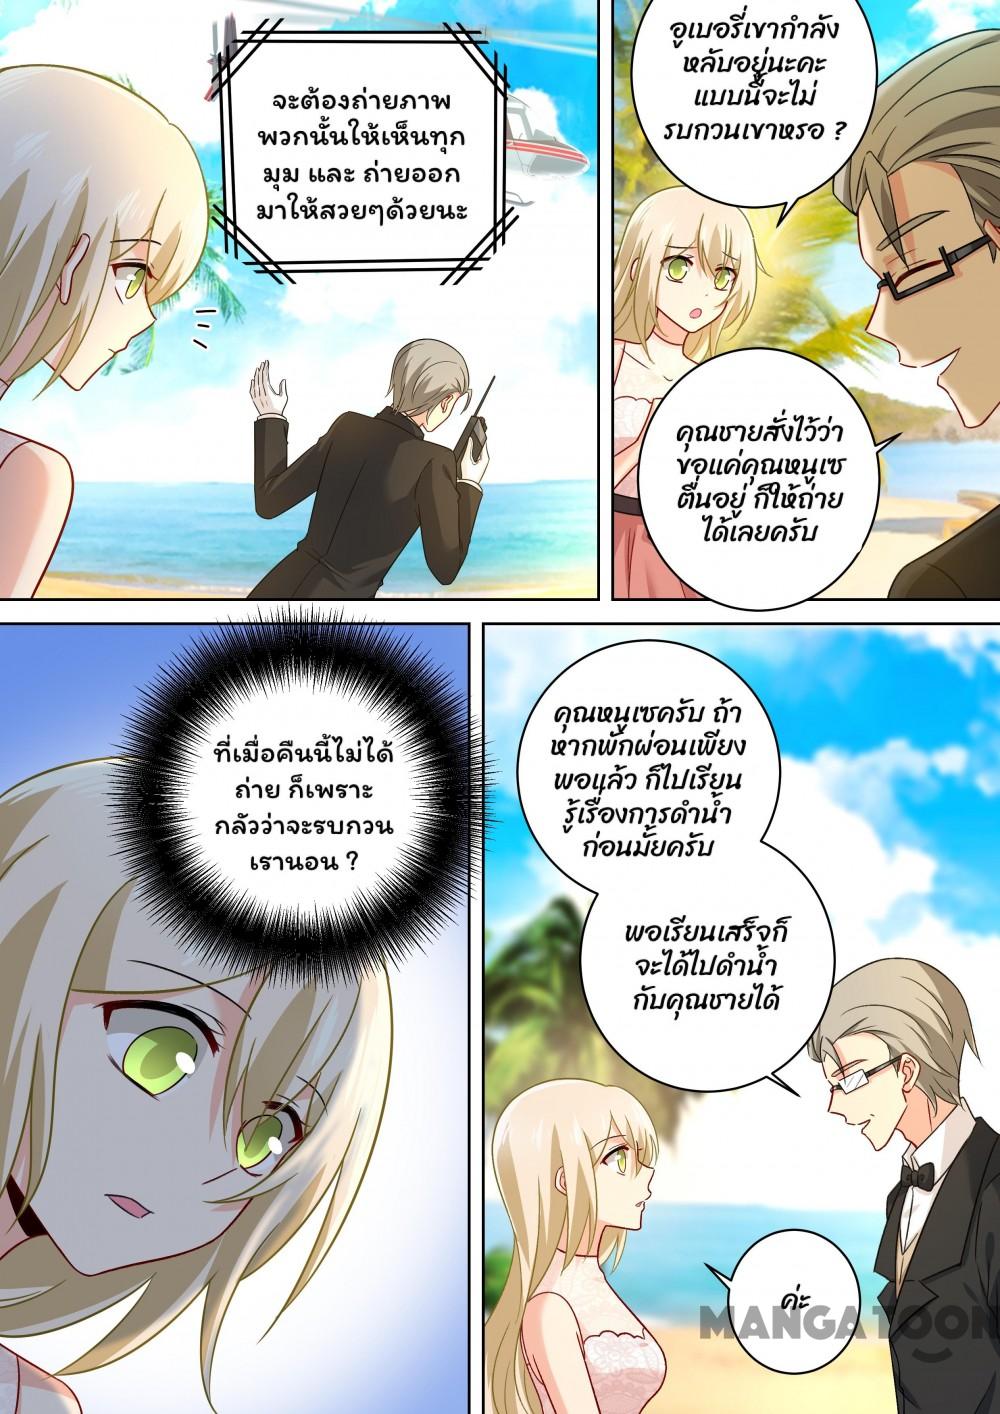 จะต้องถ่ายภาพ
พวกนั้นให้เห็นทุก
มุม และ ถ่ายออก
มาให้สวยๆด้วยนะ
อูเบอรี่เขากำลัง
หลับอยู่นะคะ
แบบนี้จะไม่
รบกวนเขาหรอ ?
คุณชายสั่งไว้ว่า
ขอแค่คุณหนูเซ
ตื่นอยู่ ก็ให้ถ่าย
ได้เลยครับ
ที่เมื่อคืนนี้ไม่ได้
ถ่าย ก็เพราะ
กลัวว่าจะรบกวน
เรานอน ?
คุณหนูเซครับ ถ้า
หากพักผ่อนเพียง
พอแล้ว ก็ไปเรียน
รู้เรื่องการดำน้ำ
ก่อนมั้ยครับ
พอเรียนเสร็จก็
จะได้ไปดำน้ำ
กับคุณชายได้
ค่ะ
MANGATOON